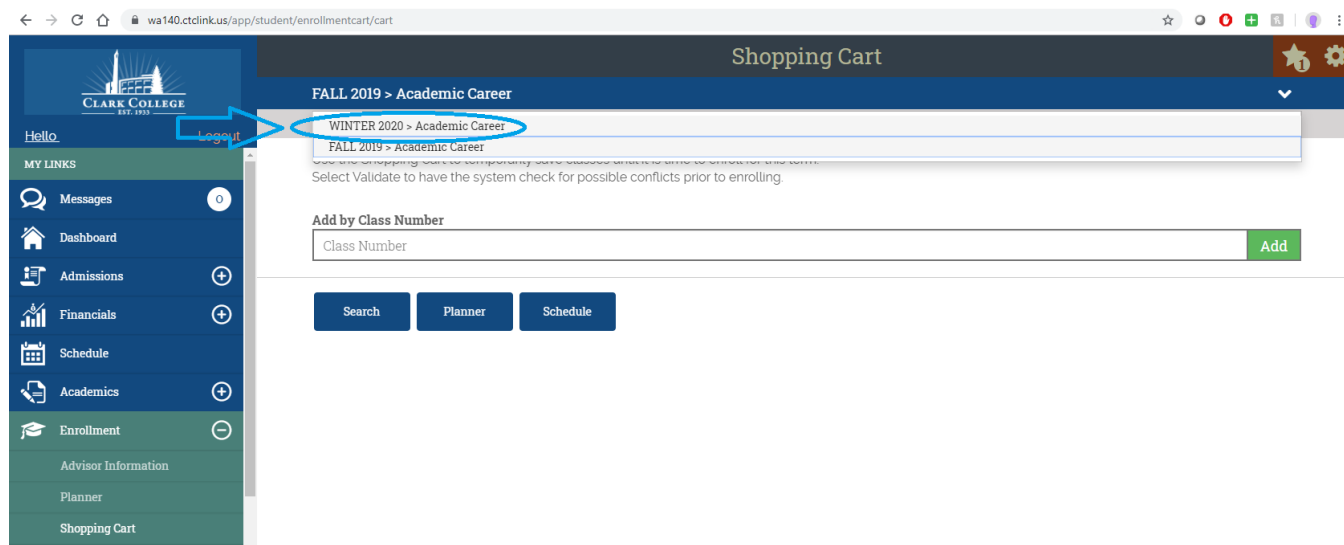 wa140.ctclink.us/app/student/enrollmentcart/cart
Shopping Cart
1
CLARK COLLEGE
EST. 1933
FALL 2019 > Academic Career
Hello
Logout
WINTER 2020 > Academic Career
FALL 2019 > Academic Career
MY LINKS
Use the Shopping Cart to temporarily save classes until it is time to enroll for this term.
Select Validate to have the system check for possible conflicts prior to enrolling.
Messages
0
Add by Class Number
Dashboard
Class Number
Add
Admissions
Financials
Search
Planner
Schedule
Schedule
Academics
Enrollment
Advisor Information
Planner
Shopping Cart